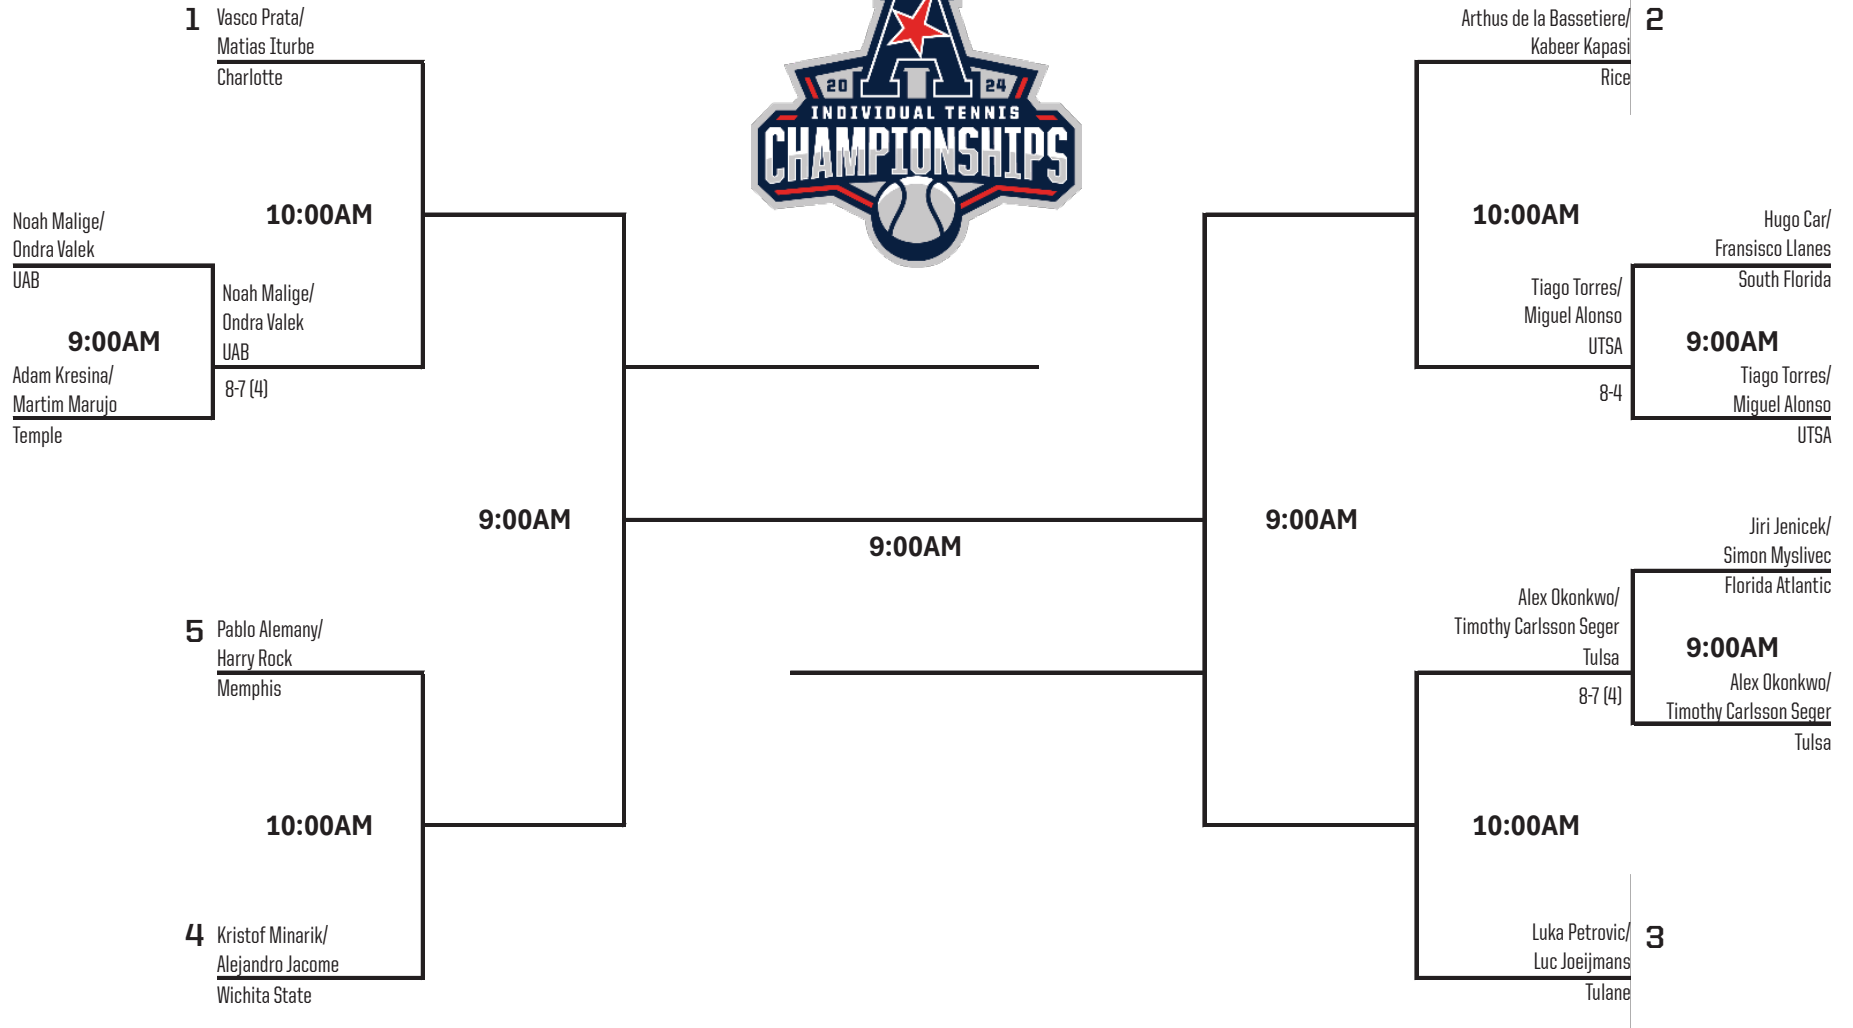 1
Vasco Prata/
Matias Iturbe
Charlotte
10:00AM
Noah Malige/
Ondra Valek
UAB
9:00AM
Adam Kresina/
Martim Marujo
Temple
Noah Malige/
Ondra Valek
UAB
8-7 (4)
9:00AM
5
Pablo Alemany/
Harry Rock
Memphis
10:00AM
4
Kristof Minarik/
Alejandro Jacome
Wichita State
A
20 24
INDIVIDUAL TENNIS
CHAMPIONSHIPS
9:00AM
Arthus de la Bassetiere/
Kabeer Kapasi
Rice
2
10:00AM
Hugo Car/
Fransisco Llanes
South Florida
9:00AM
Tiago Torres/
Miguel Alonso
UTSA
Tiago Torres/
Miguel Alonso
UTSA
8-4
9:00AM
Jiri Jenicek/
Simon Myslivec
Florida Atlantic
9:00AM
Alex Okonkwo/
Timothy Carlsson Seger
Tulsa
Alex Okonkwo/
Timothy Carlsson Seger
Tulsa
8-7 (4)
10:00AM
Luka Petrovic/
Luc Joeijmans
Tulane
3